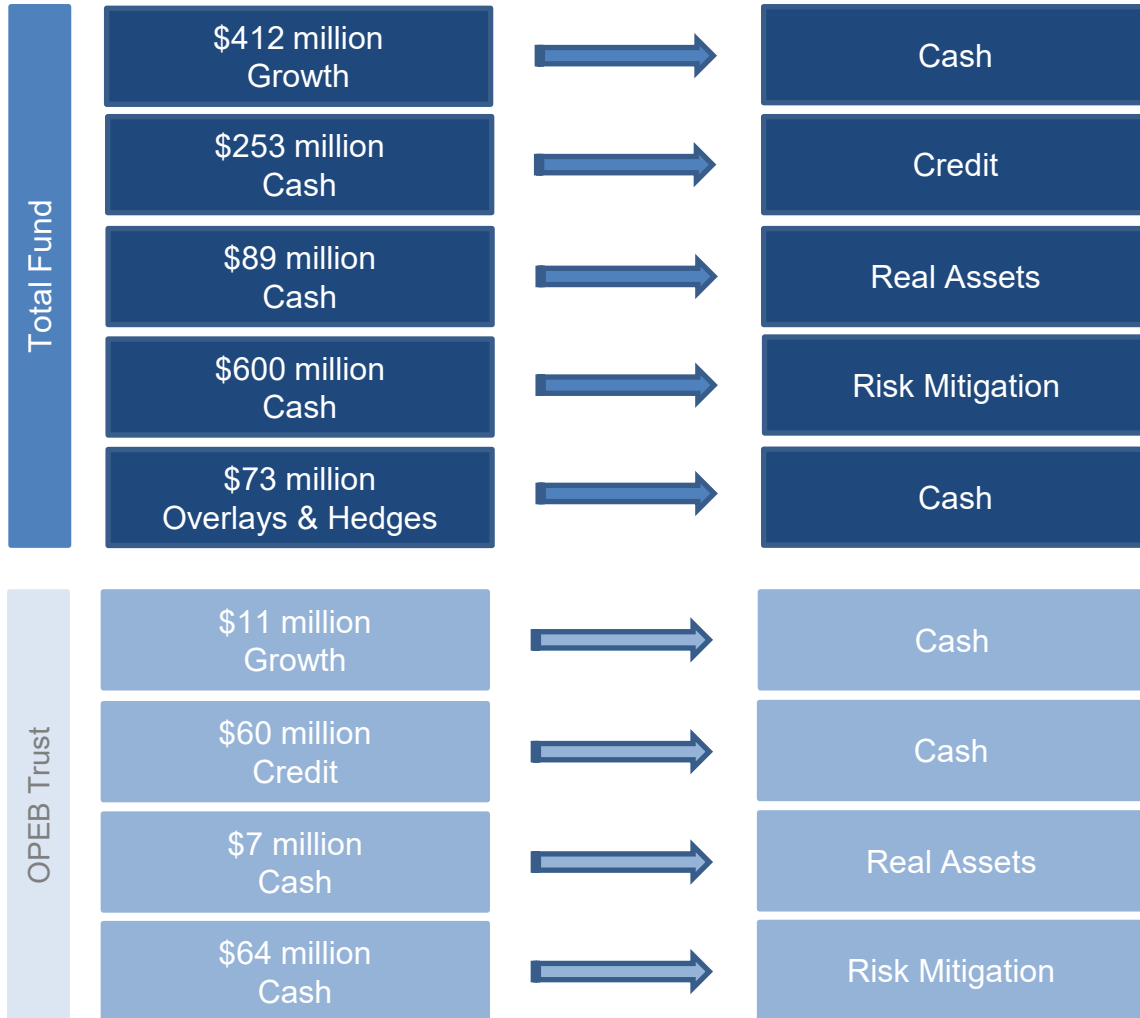 Total Fund
$412 million
Growth
Cash
$253 million
Cash
Credit
$89 million
Cash
Real Assets
$600 million
Cash
Risk Mitigation
$73 million
Overlays & Hedges
Cash
OPEB Trust
$11 million
Growth
Cash
$60 million
Credit
Cash
$7 million
Cash
Real Assets
$64 million
Cash
Risk Mitigation